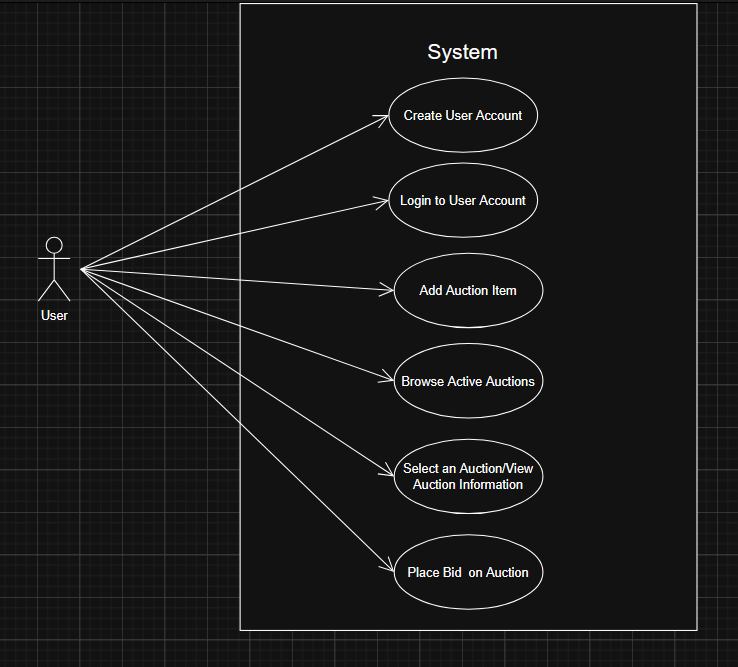 System
Create User Account
Login to User Account
Add Auction Item
User
Browse Active Auctions
Select an Auction/View
Auction Information
Place Bid  on Auction